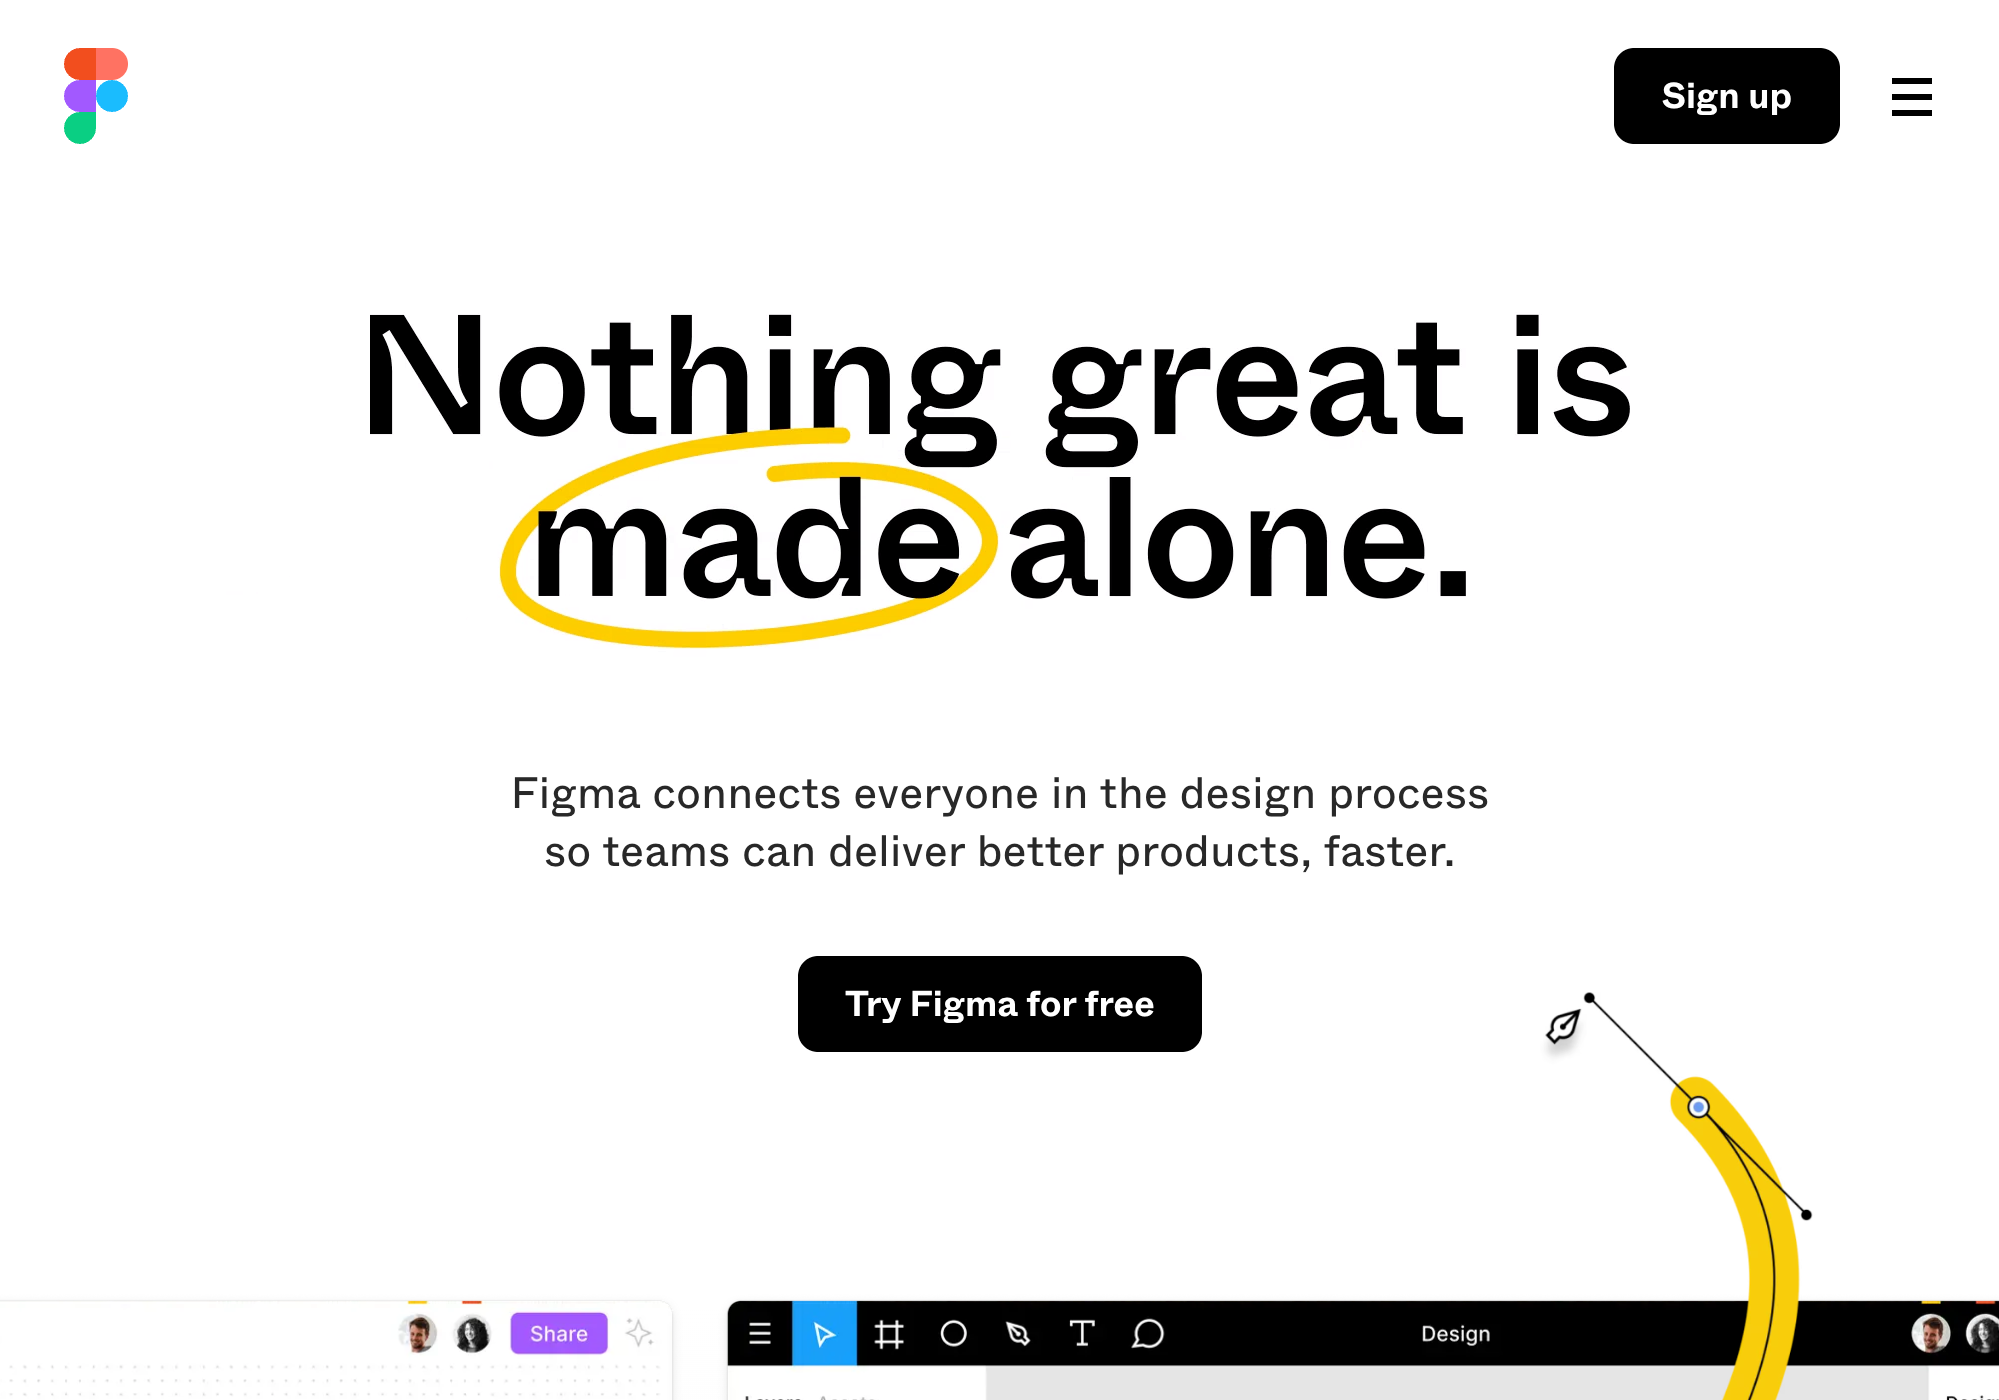 Sign up
Nothing great is
made alone.
Figma connects everyone in the design process
so teams can deliver better products, faster.
Try Figma for free
Share
T
Design